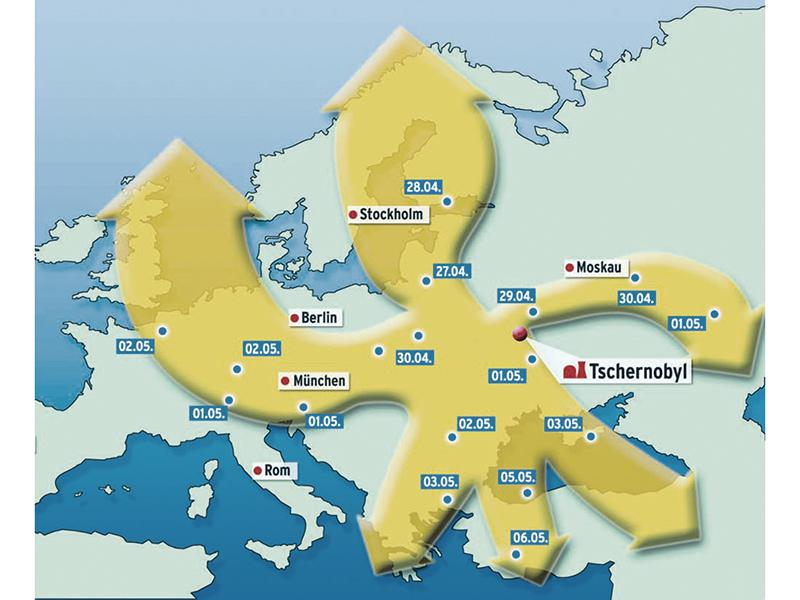 28.04.
Stockholm
27.04.
Moskau
29.04.
30.04.
01.05.
Berlin
02.05.
02.05.
30.04.
Tschernobyl
01.05.
München
01.05.
01.05.
02.05.
03.05.
Rom
03.05.
05.05.
06.05.